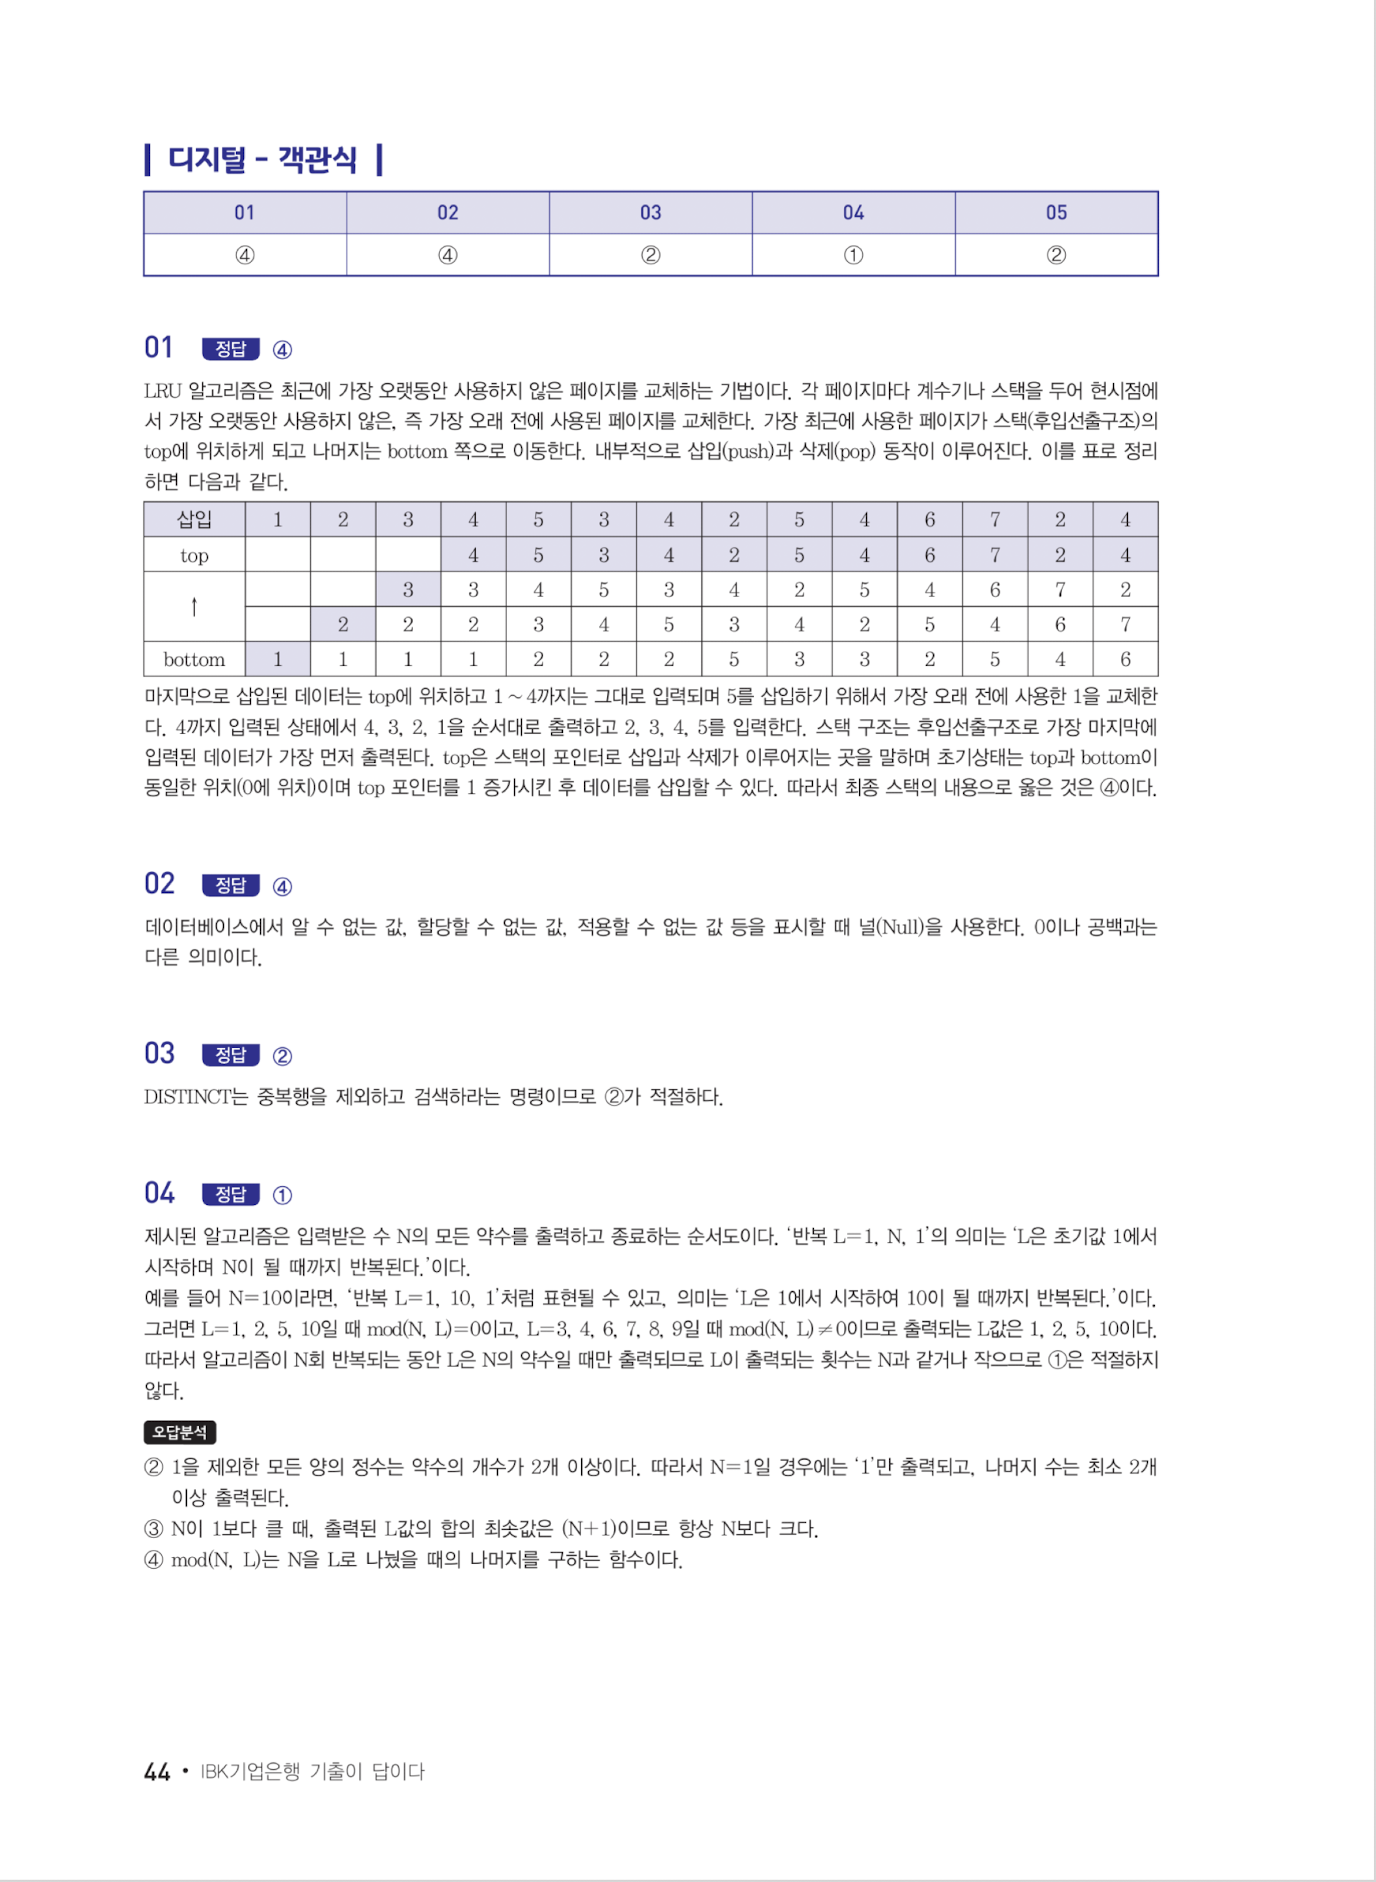 디지털 - 객관식
01 02 03 04 05
④ ④ ② ① ②
01 정답 ④
LRU 알고리즘은 최근에 가장 오랫동안 사용하지 않은 페이지를 교체하는 기법이다. 각 페이지마다 계수기나 스택을 두어 현시점에
서 가장 오랫동안 사용하지 않은, 즉 가장 오래 전에 사용된 페이지를 교체한다. 가장 최근에 사용한 페이지가 스택(후입선출구조)의
top에 위치하게 되고 나머지는 bottom 쪽으로 이동한다. 내부적으로 삽입(push)과 삭제(pop) 동작이 이루어진다. 이를 표로 정리
하면 다음과 같다.
삽입 1 2 3 4 5 3 4 2 5 4 6 7 2 4
top 4 5 3 4 2 5 4 6 7 2 4
3 3 4 5 3 4 2 5 4 6 7 2
↑
2 2 2 3 4 5 3 4 2 5 4 6 7
bottom 1 1 1 1 2 2 2 5 3 3 2 5 4 6
마지막으로 삽입된 데이터는 top에 위치하고 1 ~ 4까지는 그대로 입력되며 5를 삽입하기 위해서 가장 오래 전에 사용한 1을 교체한
다. 4까지 입력된 상태에서 4, 3, 2, 1을 순서대로 출력하고 2, 3, 4, 5를 입력한다. 스택 구조는 후입선출구조로 가장 마지막에
입력된 데이터가 가장 먼저 출력된다. top은 스택의 포인터로 삽입과 삭제가 이루어지는 곳을 말하며 초기상태는 top과 bottom이
동일한 위치(0에 위치)이며 top 포인터를 1 증가시킨 후 데이터를 삽입할 수 있다. 따라서 최종 스택의 내용으로 옳은 것은 ④이다.
02 정답 ④
데이터베이스에서 알 수 없는 값, 할당할 수 없는 값, 적용할 수 없는 값 등을 표시할 때 널(Null)을 사용한다. 0이나 공백과는
다른 의미이다.
03 정답 ②
DISTINCT는 중복행을 제외하고 검색하라는 명령이므로 ②가 적절하다.
04 정답 ①
제시된 알고리즘은 입력받은 수 N의 모든 약수를 출력하고 종료하는 순서도이다. ‘반복 L=1, N, 1’의 의미는 ‘L은 초기값 1에서
시작하며 N이 될 때까지 반복된다.’이다.
예를 들어 N=10이라면, ‘반복 L=1, 10, 1’처럼 표현될 수 있고, 의미는 ‘L은 1에서 시작하여 10이 될 때까지 반복된다.’이다.
그러면 L=1, 2, 5, 10일 때 mod(N, L)=0이고, L=3, 4, 6, 7, 8, 9일 때 mod(N, L)≠0이므로 출력되는 L값은 1, 2, 5, 10이다.
따라서 알고리즘이 N회 반복되는 동안 L은 N의 약수일 때만 출력되므로 L이 출력되는 횟수는 N과 같거나 작으므로 ①은 적절하지
않다.
오답분석
② 1을 제외한 모든 양의 정수는 약수의 개수가 2개 이상이다. 따라서 N=1일 경우에는 ‘1’만 출력되고, 나머지 수는 최소 2개
이상 출력된다.
③ N이 1보다 클 때, 출력된 L값의 합의 최솟값은 (N+1)이므로 항상 N보다 크다.
④ mod(N, L)는 N을 L로 나눴을 때의 나머지를 구하는 함수이다.
44 • IBK기업은행 기출이 답이다